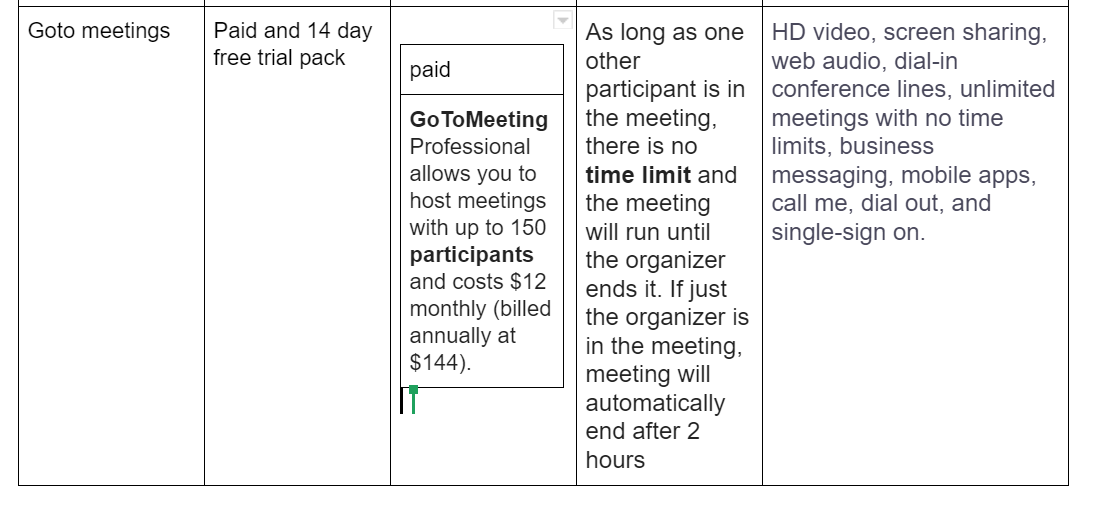 Goto meetings
Paid and 14 day
free trial pack
paid
GoToMeeting
Professional
allows you to
host meetings
with up to 150
participants
and costs $12
monthly (billed
annually at
$144).
As long as one
other
participant is in
the meeting,
there is no
time limit and
the meeting
will run until
the organizer
ends it. If just
the organizer is
in the meeting,
meeting will
automatically
end after 2
hours
HD video, screen sharing,
web audio, dial-in
conference lines, unlimited
meetings with no time
limits, business
messaging, mobile apps,
call me, dial out, and
single-sign on.